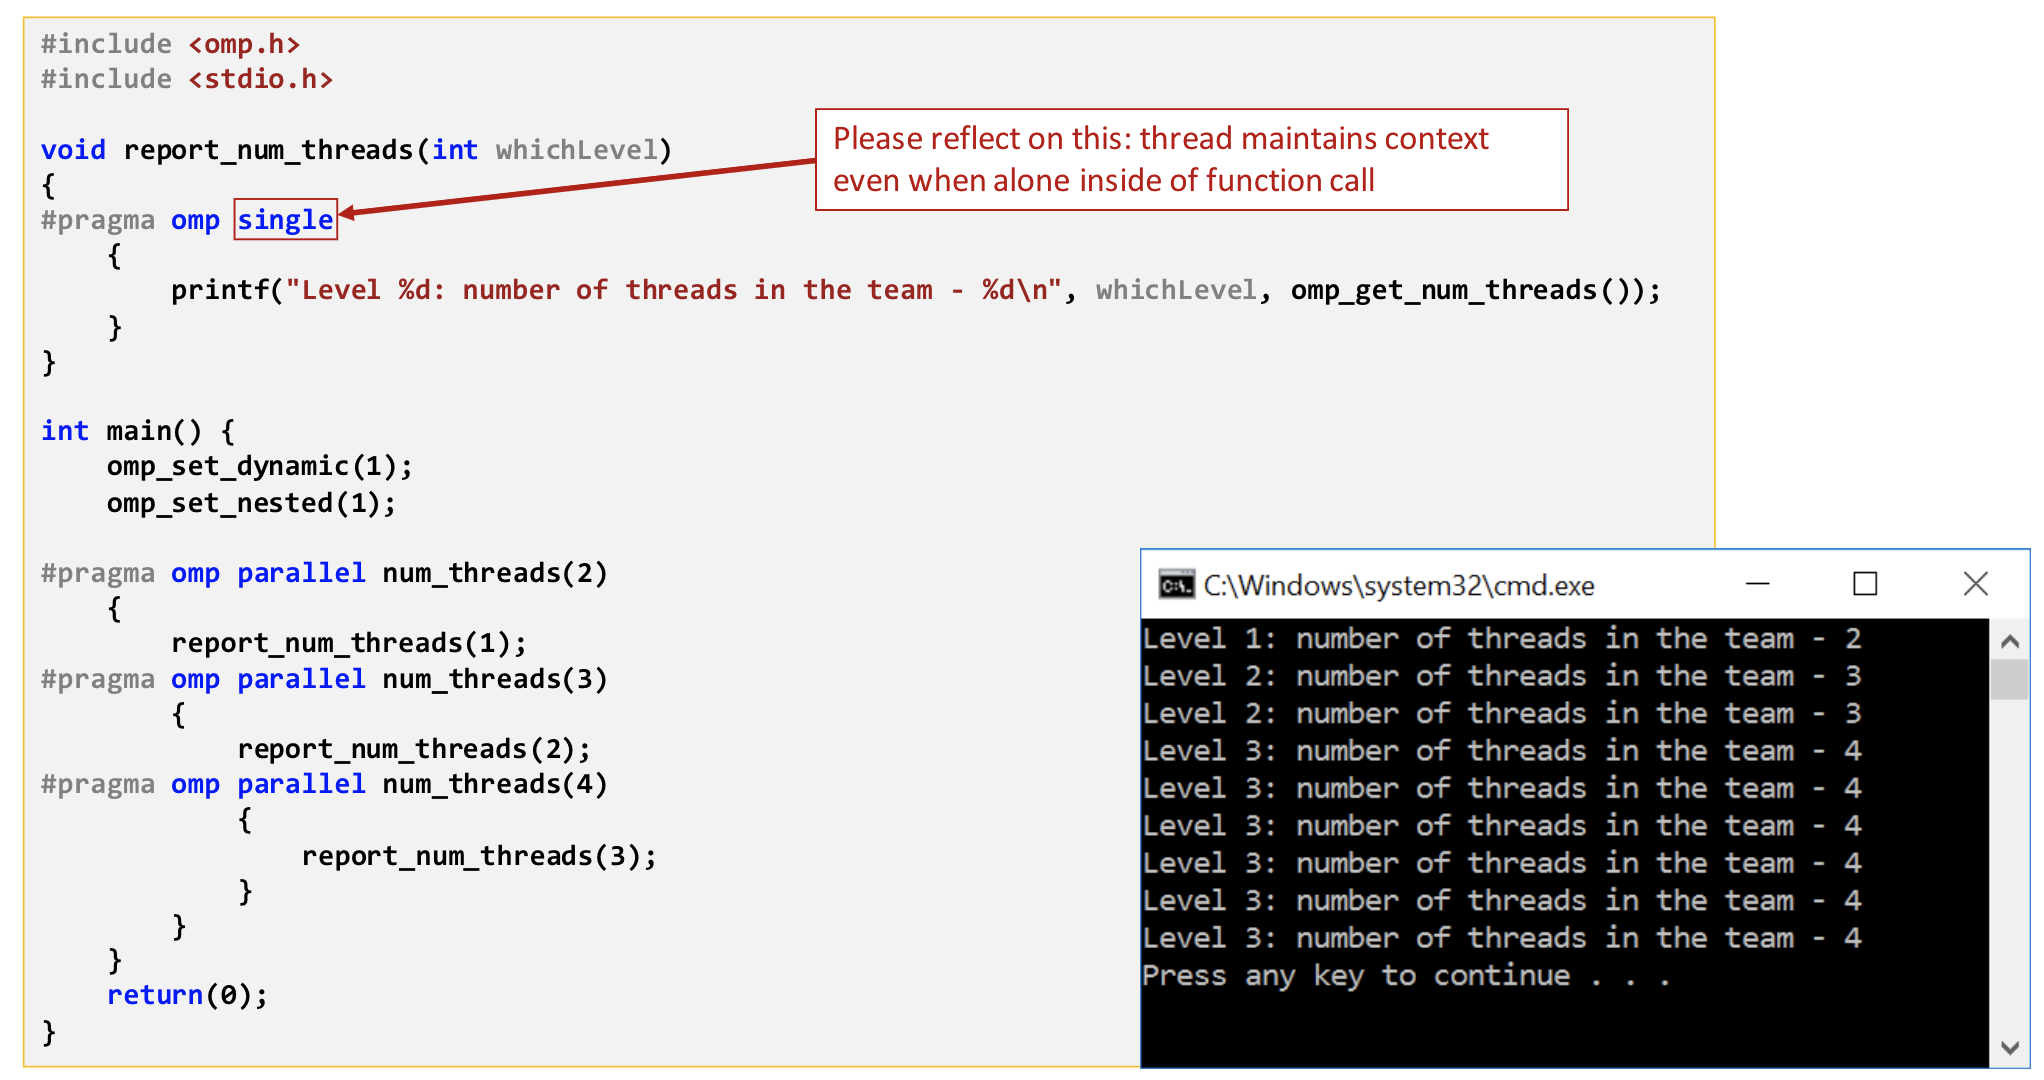 #include <omp.h>
#include <stdio.h>
void report_num_threads(int whichLevel)
{
#pragma omp single
{
printf("Level %d: number of threads in the team - %d\n", whichLevel, omp_get_num_threads());
}
}
Please reflect on this: thread maintains context
even when alone inside of function call
int main() {
omp_set_dynamic(1);
omp_set_nested(1);
#pragma omp parallel num_threads(2)
{
report_num_threads(1);
#pragma omp parallel num_threads(3)
{
report_num_threads(2);
#pragma omp parallel num_threads(4)
{
report_num_threads(3);
}
}
}
return(0);
}
C:\Windows\system32\cmd.exe
Level 1: number of threads in the team - 2
Level 2: number of threads in the team - 3
Level 2: number of threads in the team - 3
Level 3: number of threads in the team - 4
Level 3: number of threads in the team - 4
Level 3: number of threads in the team - 4
Level 3: number of threads in the team - 4
Level 3: number of threads in the team - 4
Level 3: number of threads in the team - 4
Press any key to continue . . .